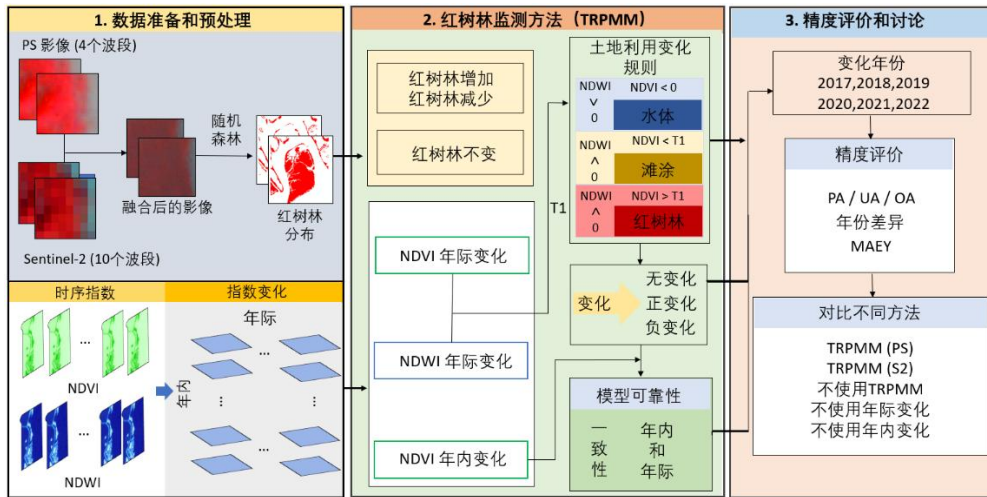 1. 数据准备和预处理
PS 影像 (4个波段)
随机
森林
融合后的影像
红树林
分布
Sentinel-2 (10个波段)
时序指数
指数变化
...
NDVI
...
NDWI
年际
年内
...
...
...
...
2. 红树林监测方法（TRPMM）
红树林增加
红树林减少
红树林不变
NDVI 年际变化
NDWI 年际变化
NDVI 年内变化
T1
土地利用变化
规则
NDWI
>
0
NDVI < 0
水体
NDWI
<
0
NDVI < T1
滩涂
NDWI
<
0
NDVI > T1
红树林
变化
无变化
正变化
负变化
模型可靠性
一致性
年内
和
年际
3. 精度评价和讨论
变化年份
2017,2018,2019
2020,2021,2022
精度评价
PA / UA / OA
年份差异
MAEY
对比不同方法
TRPMM (PS)
TRPMM (S2)
不使用TRPMM
不使用年际变化
不使用年内变化